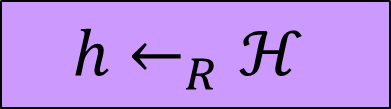 ℎ ←_R ℋ